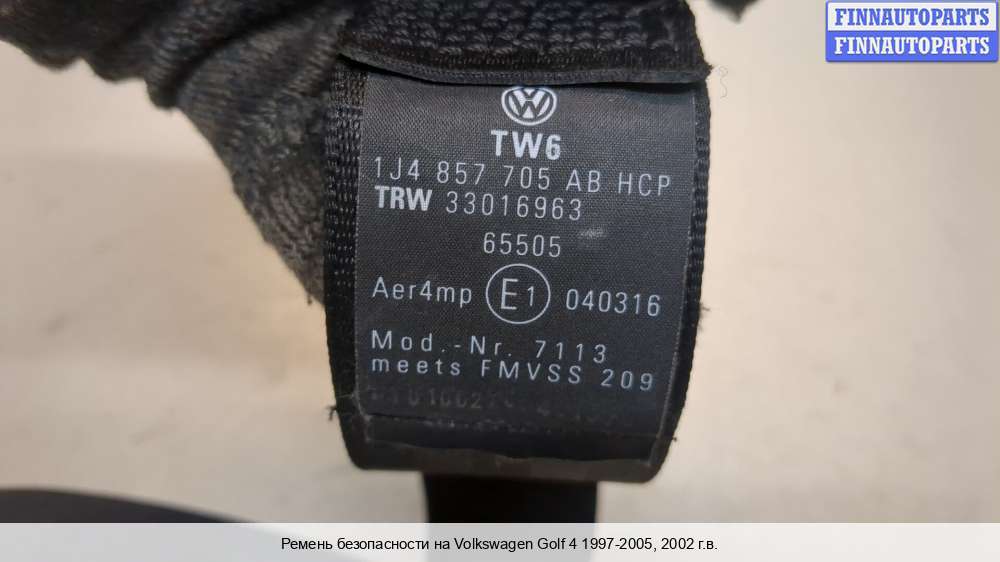 FINNAUTOPARTS
FINNAUTOPARTS
TW6
1J4 857 705 AB HCP
TRW 33016963
65505
Aer4mp E1 040316
Mod.-Nr. 7113
meets FMVSS 209
Ремень безопасности на Volkswagen Golf 4 1997-2005, 2002 г.в.